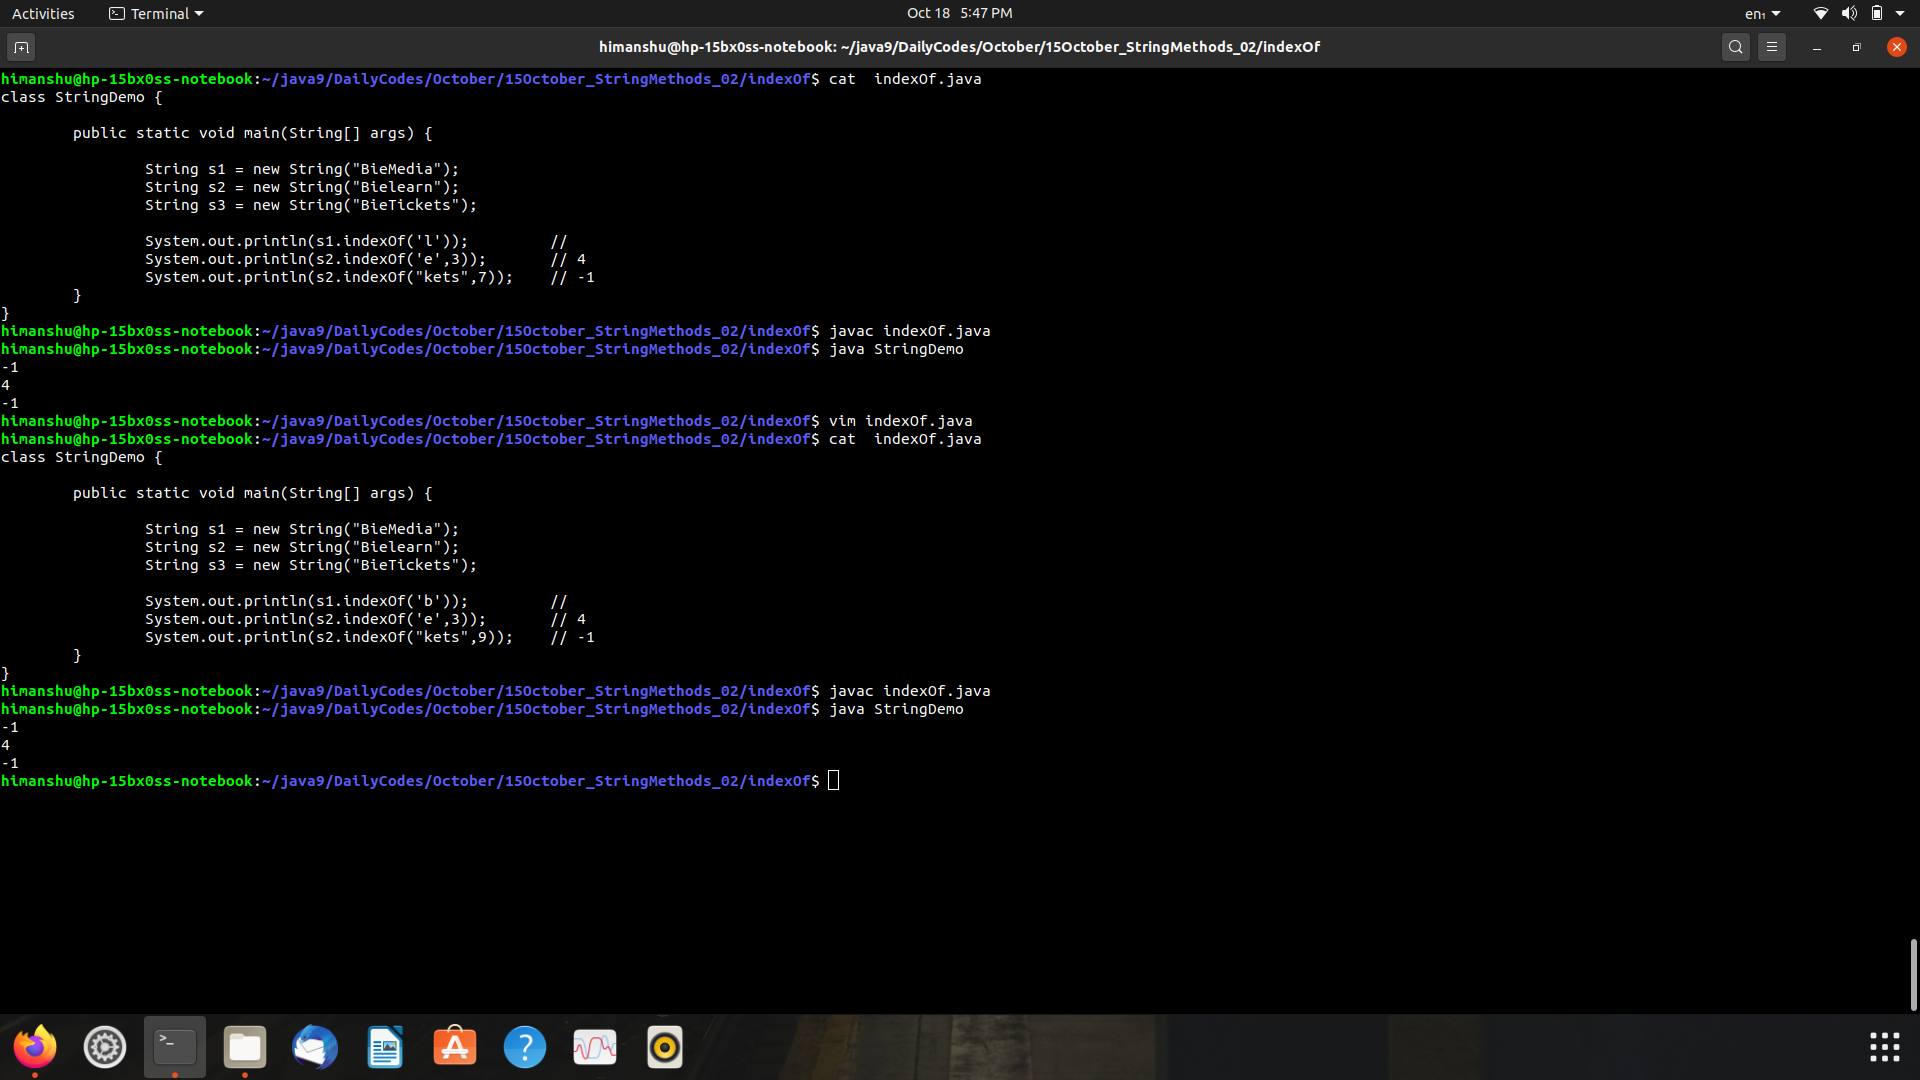 Activities Terminal Oct 18 5:47 PM en₁
himanshu@hp-15bx0ss-notebook: ~/java9/DailyCodes/October/15October_StringMethods_02/indexOf
himanshu@hp-15bx0ss-notebook:~/java9/DailyCodes/October/15October_StringMethods_02/indexOf$ cat  indexOf.java
class StringDemo {
        public static void main(String[] args) {
                String s1 = new String("BieMedia");
                String s2 = new String("Bielearn");
                String s3 = new String("BieTickets");
                System.out.println(s1.indexOf('l'));         //
                System.out.println(s2.indexOf('e',3));       // 4
                System.out.println(s2.indexOf("kets",7));    // -1
        }
}
himanshu@hp-15bx0ss-notebook:~/java9/DailyCodes/October/15October_StringMethods_02/indexOf$ javac indexOf.java
himanshu@hp-15bx0ss-notebook:~/java9/DailyCodes/October/15October_StringMethods_02/indexOf$ java StringDemo
-1
4
-1
himanshu@hp-15bx0ss-notebook:~/java9/DailyCodes/October/15October_StringMethods_02/indexOf$ vim indexOf.java
himanshu@hp-15bx0ss-notebook:~/java9/DailyCodes/October/15October_StringMethods_02/indexOf$ cat  indexOf.java
class StringDemo {
        public static void main(String[] args) {
                String s1 = new String("BieMedia");
                String s2 = new String("Bielearn");
                String s3 = new String("BieTickets");
                System.out.println(s1.indexOf('b'));         //
                System.out.println(s2.indexOf('e',3));       // 4
                System.out.println(s2.indexOf("kets",9));    // -1
        }
}
himanshu@hp-15bx0ss-notebook:~/java9/DailyCodes/October/15October_StringMethods_02/indexOf$ javac indexOf.java
himanshu@hp-15bx0ss-notebook:~/java9/DailyCodes/October/15October_StringMethods_02/indexOf$ java StringDemo
-1
4
-1
himanshu@hp-15bx0ss-notebook:~/java9/DailyCodes/October/15October_StringMethods_02/indexOf$